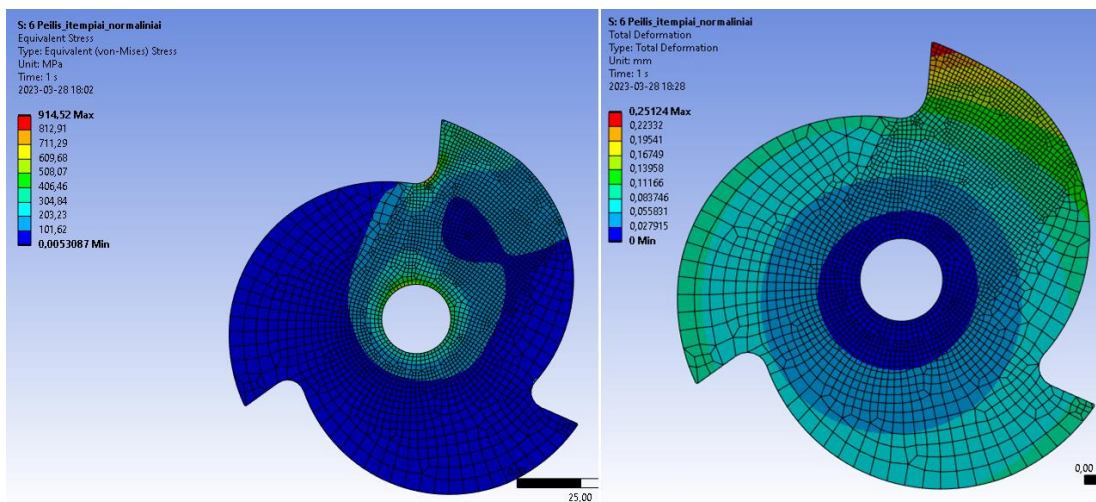 S: 6 Peilis_itempiai_normaliniai
Equivalent Stress
Type: Equivalent (von-Mises) Stress
Unit: MPa
Time: 1 s
2023-03-28 18:02
914,52 Max
812,91
711,29
609,68
508,07
406,46
304,84
203,23
101,62
0,0053087 Min
25,00
S: 6 Peilis_itempiai_normaliniai
Total Deformation
Type: Total Deformation
Unit: mm
Time: 1 s
2023-03-28 18:28
0,25124 Max
0,22332
0,19541
0,16749
0,13958
0,11166
0,083746
0,055831
0,027915
0 Min
0,00